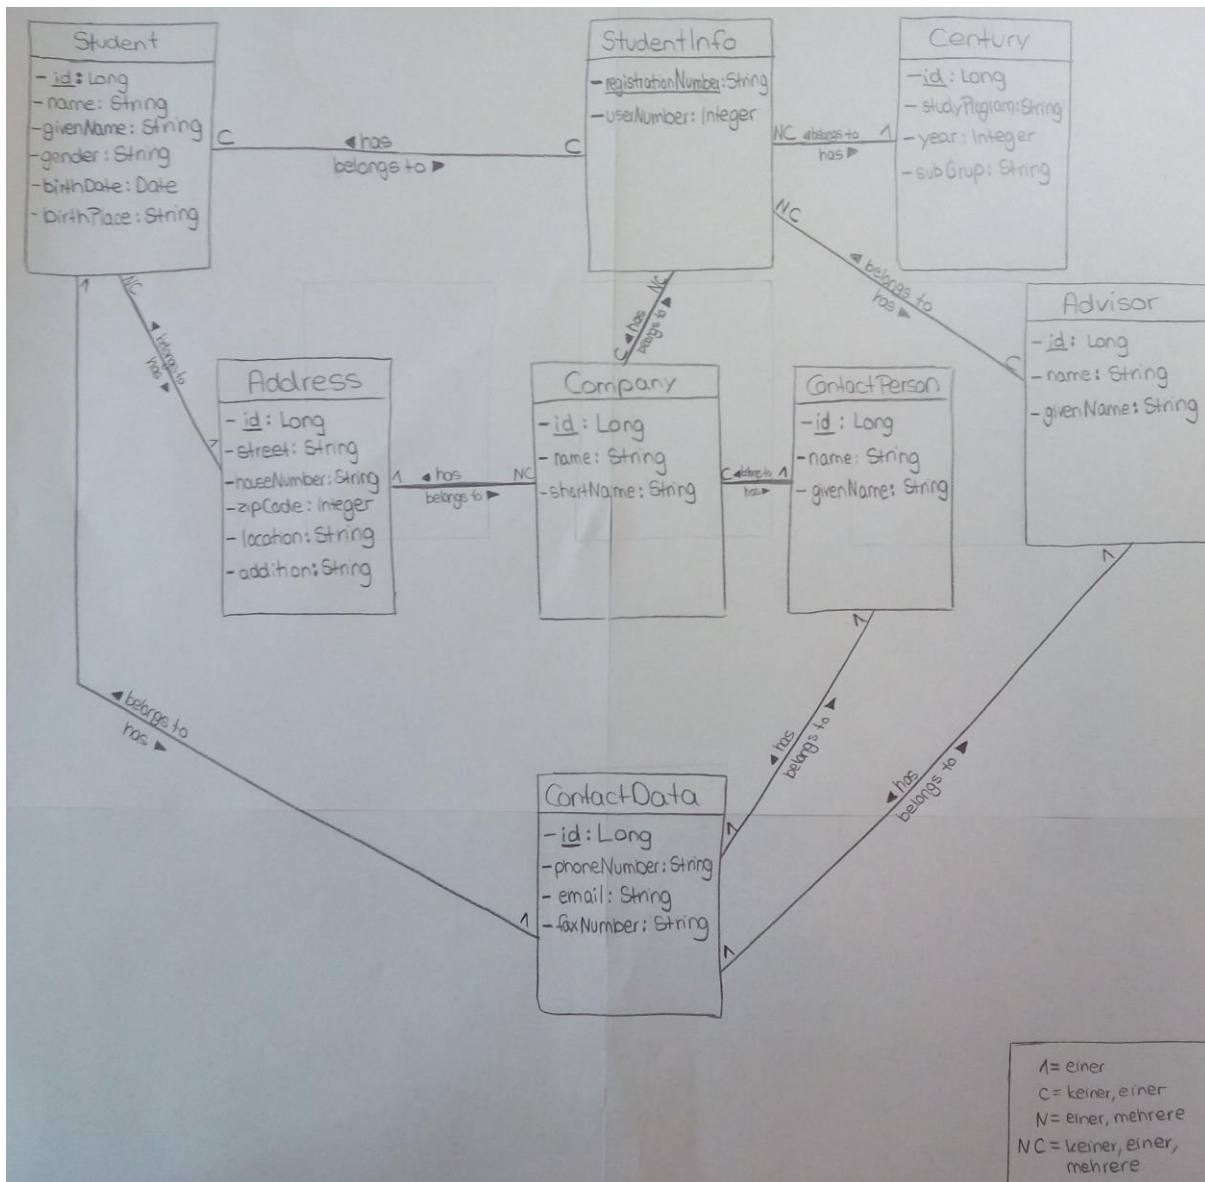 Student
- id: Long
- name: String
- givenName: String
- gender: String
- birthDate: Date
- birthPlace: String
C
◄ has
belongs to ►
C
StudentInfo
- registrationNumber: String
- userNumber: Integer
NC
◄ belongs to
has ►
1
Century
- id: Long
- studyProgram: String
- year: Integer
- subGrup: String
NC
◄ belongs to
has ►
C
Advisor
- id: Long
- name: String
- givenName: String
1
NC
◄ belongs to
has ►
1
NC
◄ has
belongs to ►
C
Address
- id: Long
- street: String
- houseNumber: String
- zipCode: Integer
- location: String
- addition: String
1
◄ has
belongs to ►
NC
Company
- id: Long
- name: String
- shortName: String
C
◄ belongs to
has ►
1
ContactPerson
- id: Long
- name: String
- givenName: String
1
1
◄ belongs to
has ►
◄ has
belongs to ►
◄ has
belongs to ►
ContactData
- id: Long
- phoneNumber: String
- email: String
- faxNumber: String
1
1
1
1 = einer
C = keiner, einer
N = einer, mehrere
NC = keiner, einer,
mehrere